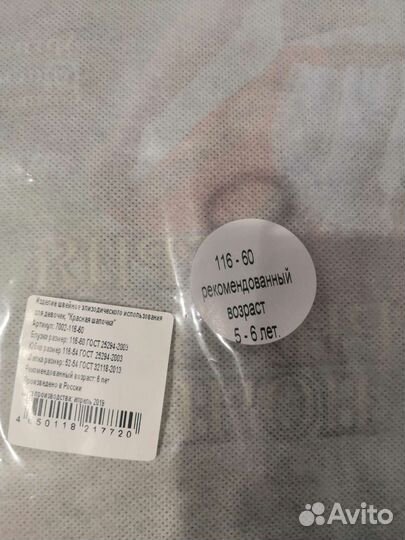 116 - 60
рекомендованный
возраст
5 - 6 лет.
Изделие швейное эпизодического использования
для девочек, "Красная шапочка"
Артикул: 7002-116-60
Блузка размер: 116-60 ГОСТ 25294-2003
Юбка размер 116-54 ГОСТ 25294-2003
Шапка размер: 52-54 ГОСТ 32118-2013
Рекомендованный возраст: 6 лет
Произведено в России
производства: апрель 2019
4 650118 217720
Avito